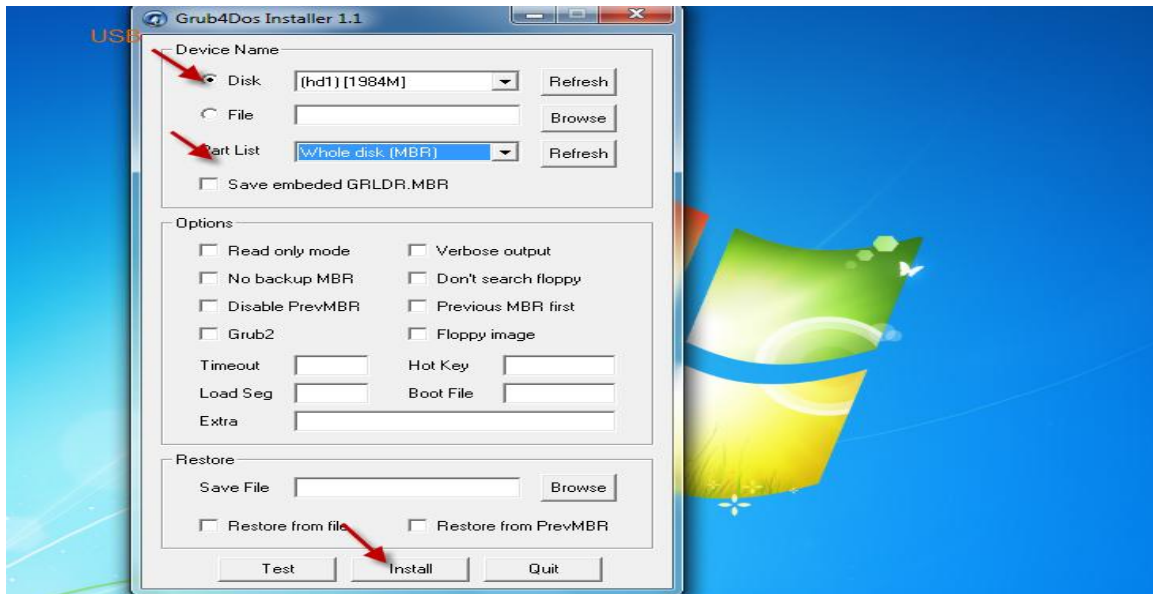 USB
Grub4Dos Installer 1.1
Device Name
Disk (hd1) [1984M] Refresh
File Browse
Part List Whole disk (MBR) Refresh
Save embeded GRLDR.MBR
Options
Read only mode Verbose output
No backup MBR Don't search floppy
Disable PrevMBR Previous MBR first
Grub2 Floppy image
Timeout Hot Key
Load Seg Boot File
Extra
Restore
Save File Browse
Restore from file Restore from PrevMBR
Test Install Quit